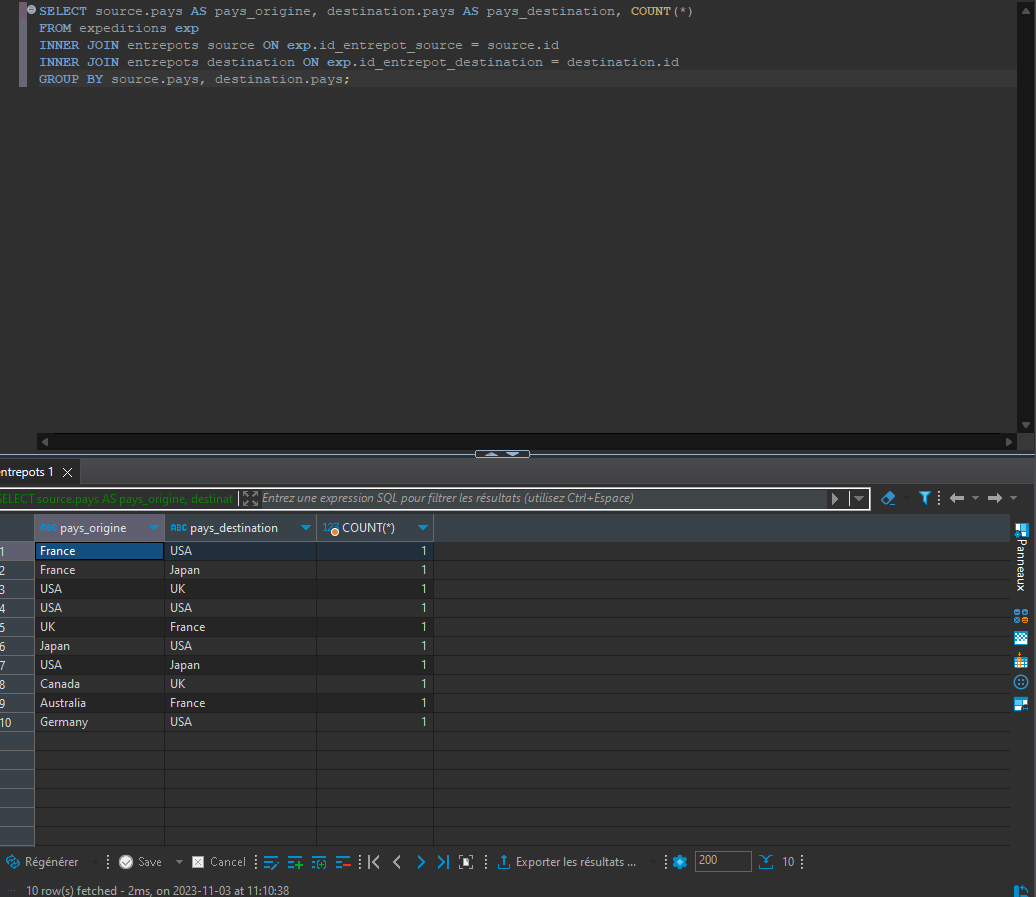 SELECT source.pays AS pays_origine, destination.pays AS pays_destination, COUNT(*)
FROM expeditions exp
INNER JOIN entrepots source ON exp.id_entrepot_source = source.id
INNER JOIN entrepots destination ON exp.id_entrepot_destination = destination.id
GROUP BY source.pays, destination.pays;
ntrepots 1
SELECT source.pays AS pays_origine, destinat Entrez une expression SQL pour filtrer les résultats (utilisez Ctrl+Espace)
ABC pays_origine ABC pays_destination 123 COUNT(*)
1 France USA 1
2 France Japan 1
3 USA UK 1
4 USA USA 1
5 UK France 1
6 Japan USA 1
7 USA Japan 1
8 Canada UK 1
9 Australia France 1
10 Germany USA 1
Panneaux
Régénérer Save Cancel Exporter les résultats ... 200 10
10 row(s) fetched - 2ms, on 2023-11-03 at 11:10:38